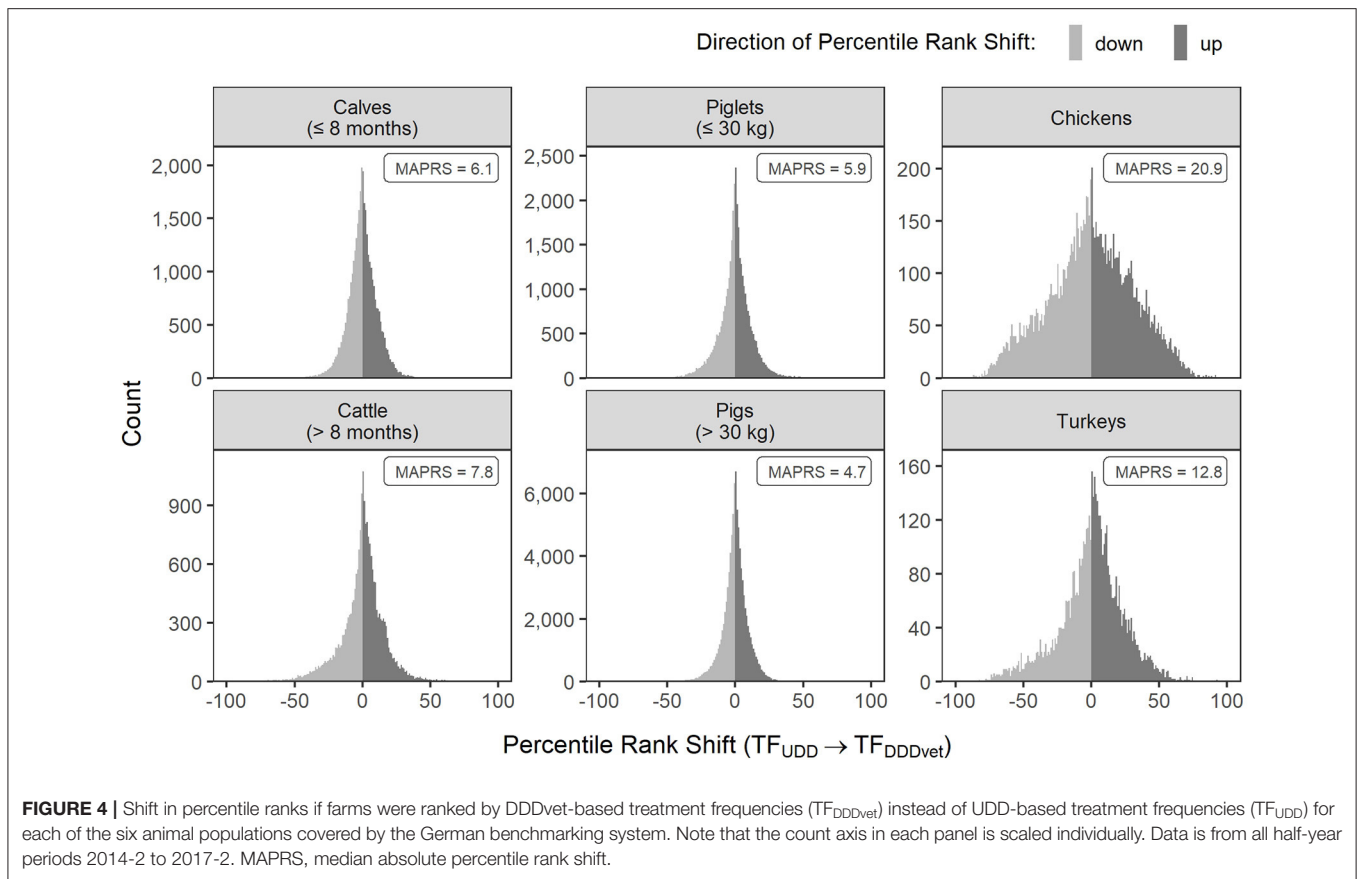 Direction of Percentile Rank Shift: down up
Calves
(≤ 8 months)
Piglets
(≤ 30 kg)
Chickens
MAPRS = 6.1
MAPRS = 5.9
MAPRS = 20.9
2,000
1,500
1,000
500
0
2,500
2,000
1,500
1,000
500
0
200
150
100
50
0
Count
Cattle
(> 8 months)
Pigs
(> 30 kg)
Turkeys
MAPRS = 7.8
MAPRS = 4.7
MAPRS = 12.8
900
600
300
0
6,000
4,000
2,000
0
160
120
80
40
0
-100 -50 0 50 100
-100 -50 0 50 100
-100 -50 0 50 100
Percentile Rank Shift (TF_UDD → TF_DDDvet)
FIGURE 4 | Shift in percentile ranks if farms were ranked by DDDvet-based treatment frequencies (TF_DDDvet) instead of UDD-based treatment frequencies (TF_UDD) for
each of the six animal populations covered by the German benchmarking system. Note that the count axis in each panel is scaled individually. Data is from all half-year
periods 2014-2 to 2017-2. MAPRS, median absolute percentile rank shift.